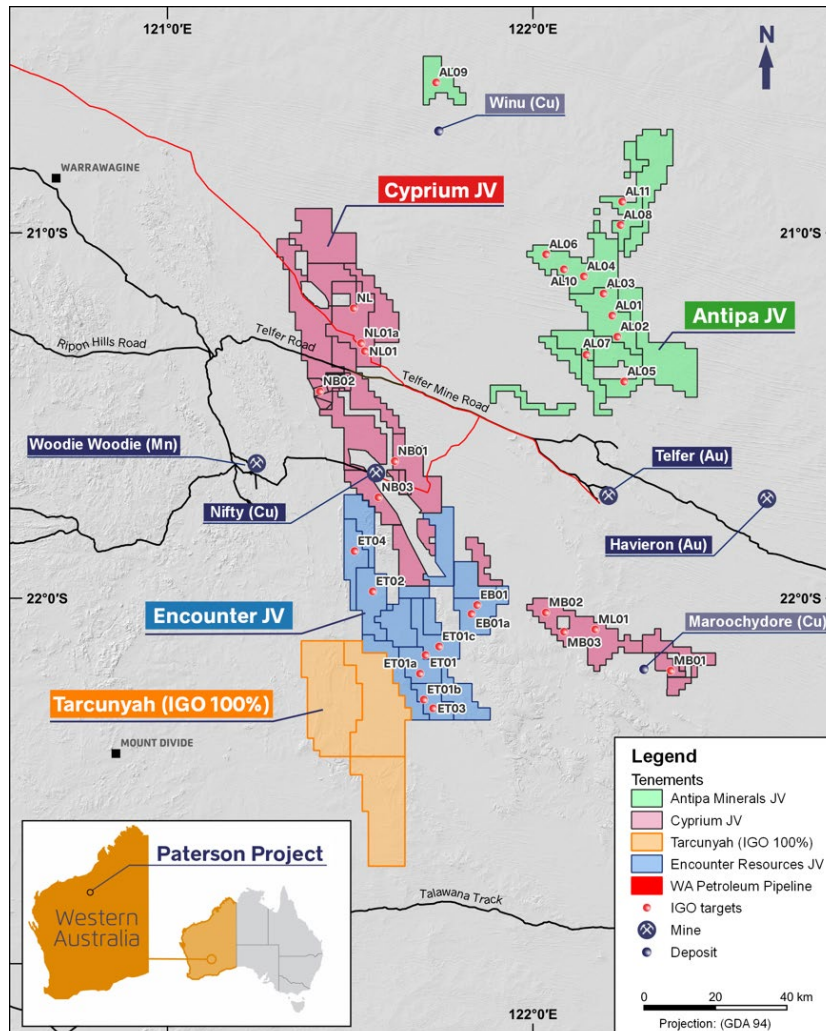 121°0'E
122°0'E
N
AL09
Winu (Cu)
WARRAWAGINE
Cyprium JV
AL11
AL08
21°0'S
21°0'S
AL06
AL04
AL10
AL03
NL
AL01
Antipa JV
NL01a
AL02
NL01
AL07
Ripon Hills Road
Telfer Road
AL05
NB02
Telfer Mine Road
Woodie Woodie (Mn)
NB01
Telfer (Au)
Nifty (Cu)
NB03
Havieron (Au)
ET04
ET02
EB01
22°0'S
22°0'S
MB02
Encounter JV
EB01a
ML01
Maroochydore (Cu)
ET01c
MB03
ET01a
ET01
MB01
Tarcunyah (IGO 100%)
ET01b
ET03
MOUNT DIVIDE
Legend
Tenements
Antipa Minerals JV
Cyprium JV
Tarcunyah (IGO 100%)
Encounter Resources JV
WA Petroleum Pipeline
IGO targets
Mine
Deposit
0 20 40 km
Projection: (GDA 94)
Paterson Project
Western
Australia
Talawana Track
122°0'E